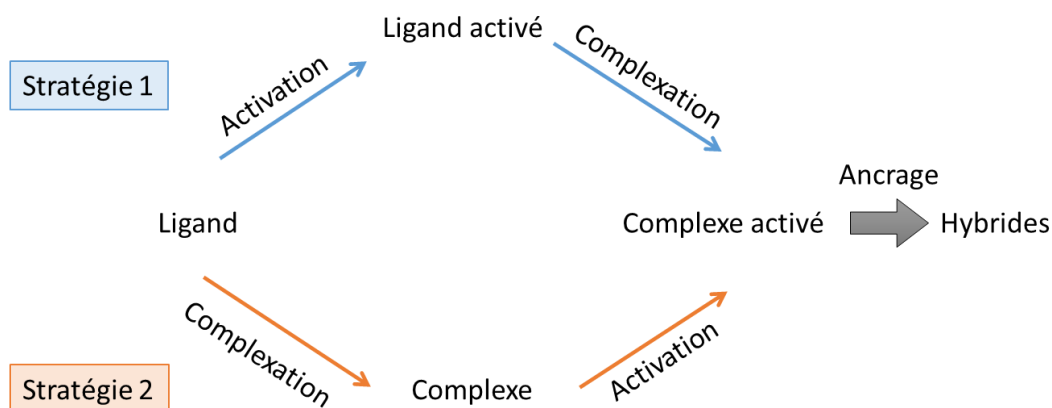 Ligand activé
Stratégie 1
Activation
Complexation
Ancrage
Ligand
Complexe activé
Hybrides
Complexation
Activation
Stratégie 2
Complexe